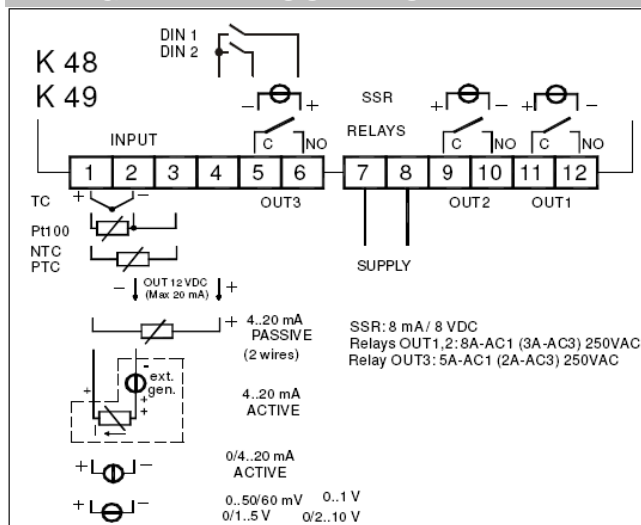 DIN 1
DIN 2
K 48
K 49
− + SSR + − + −
INPUT RELAYS
C NO C NO C NO
1 2 3 4 5 6 7 8 9 10 11 12
TC + − OUT3 OUT2 OUT1
Pt100
NTC
PTC
SUPPLY
− OUT 12 VDC +
(Max 20 mA)
+ 4..20 mA
PASSIVE
(2 wires)
SSR: 8 mA / 8 VDC
Relays OUT1,2: 8A-AC1 (3A-AC3) 250VAC
Relay OUT3: 5A-AC1 (2A-AC3) 250VAC
-
ext.
gen.
+ + +
I
4..20 mA
ACTIVE
+ − 0/4..20 mA
ACTIVE
+ − 0..50/60 mV 0..1 V
0/1..5 V 0/2..10 V